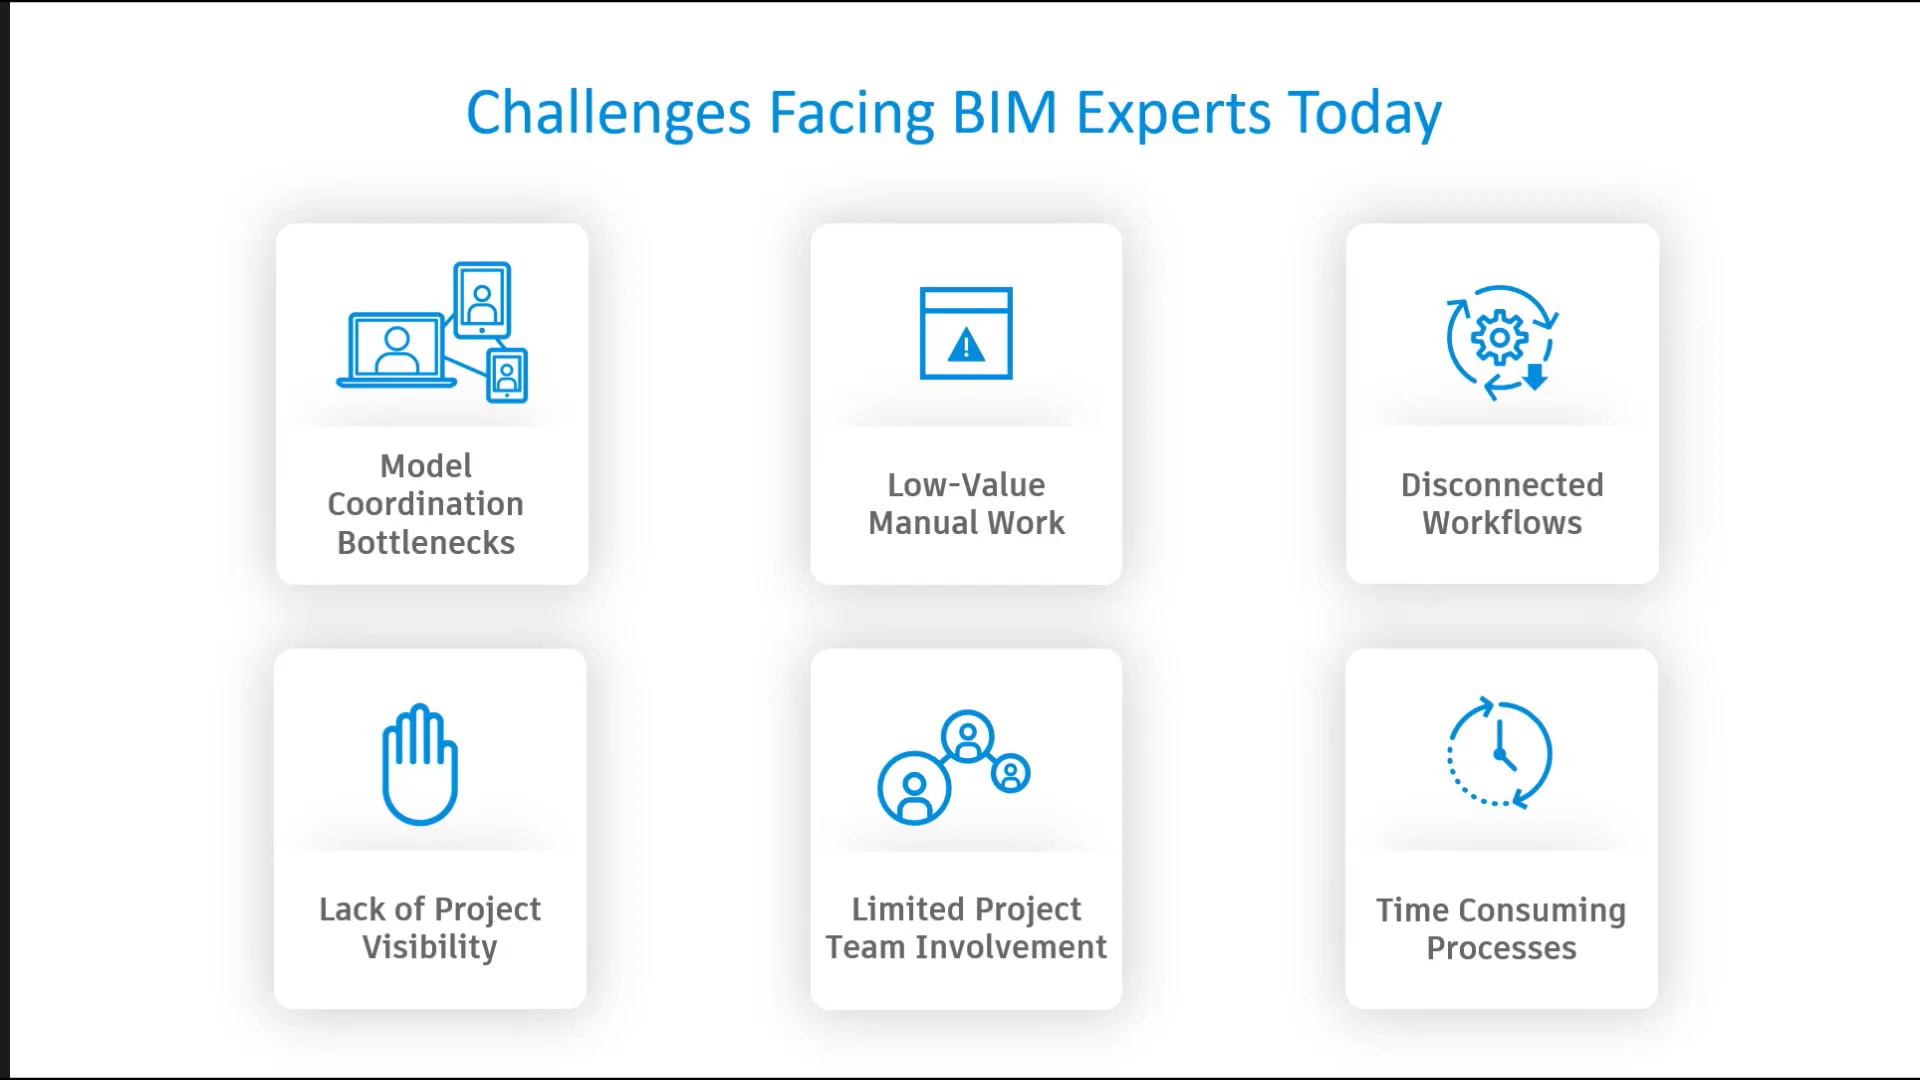 Challenges Facing BIM Experts Today
Model
Coordination
Bottlenecks
Low-Value
Manual Work
Disconnected
Workflows
Lack of Project
Visibility
Limited Project
Team Involvement
Time Consuming
Processes